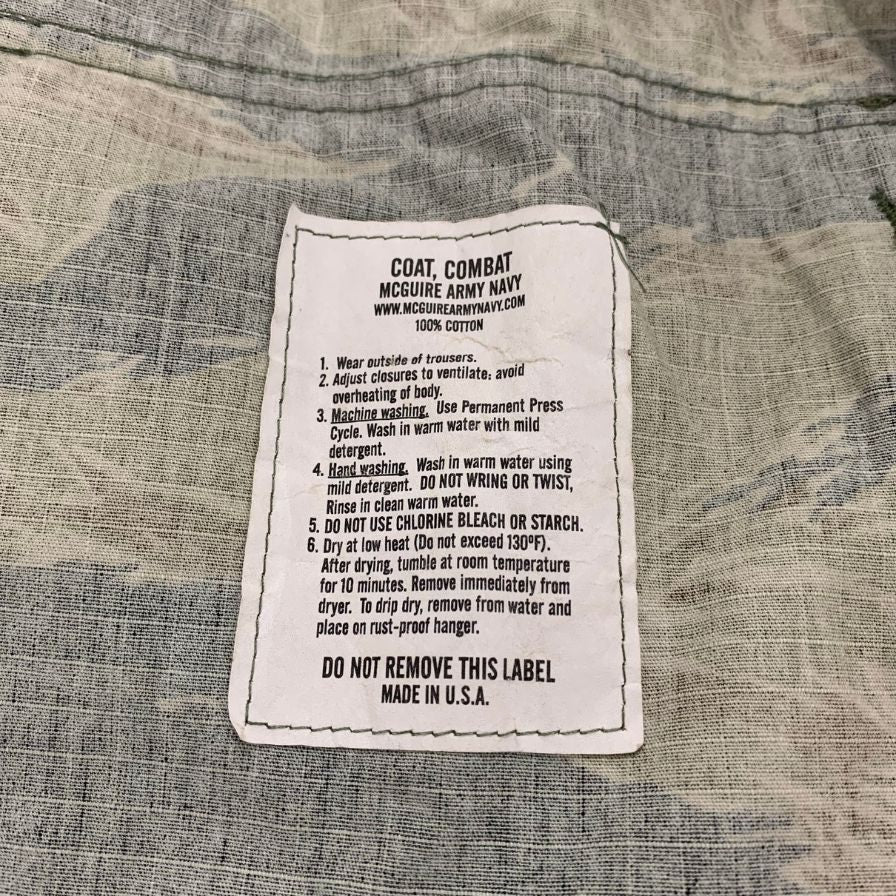 COAT, COMBAT
MCGUIRE ARMY NAVY
WWW.MCGUIREARMYNAVY.COM
100% COTTON
1. Wear outside of trousers.
2. Adjust closures to ventilate: avoid
overheating of body.
3. Machine washing. Use Permanent Press
Cycle. Wash in warm water with mild
detergent.
4. Hand washing. Wash in warm water using
mild detergent. DO NOT WRING OR TWIST,
Rinse in clean warm water.
5. DO NOT USE CHLORINE BLEACH OR STARCH.
6. Dry at low heat (Do not exceed 130ºF).
After drying, tumble at room temperature
for 10 minutes. Remove immediately from
dryer. To drip dry, remove from water and
place on rust-proof hanger.
DO NOT REMOVE THIS LABEL
MADE IN U.S.A.